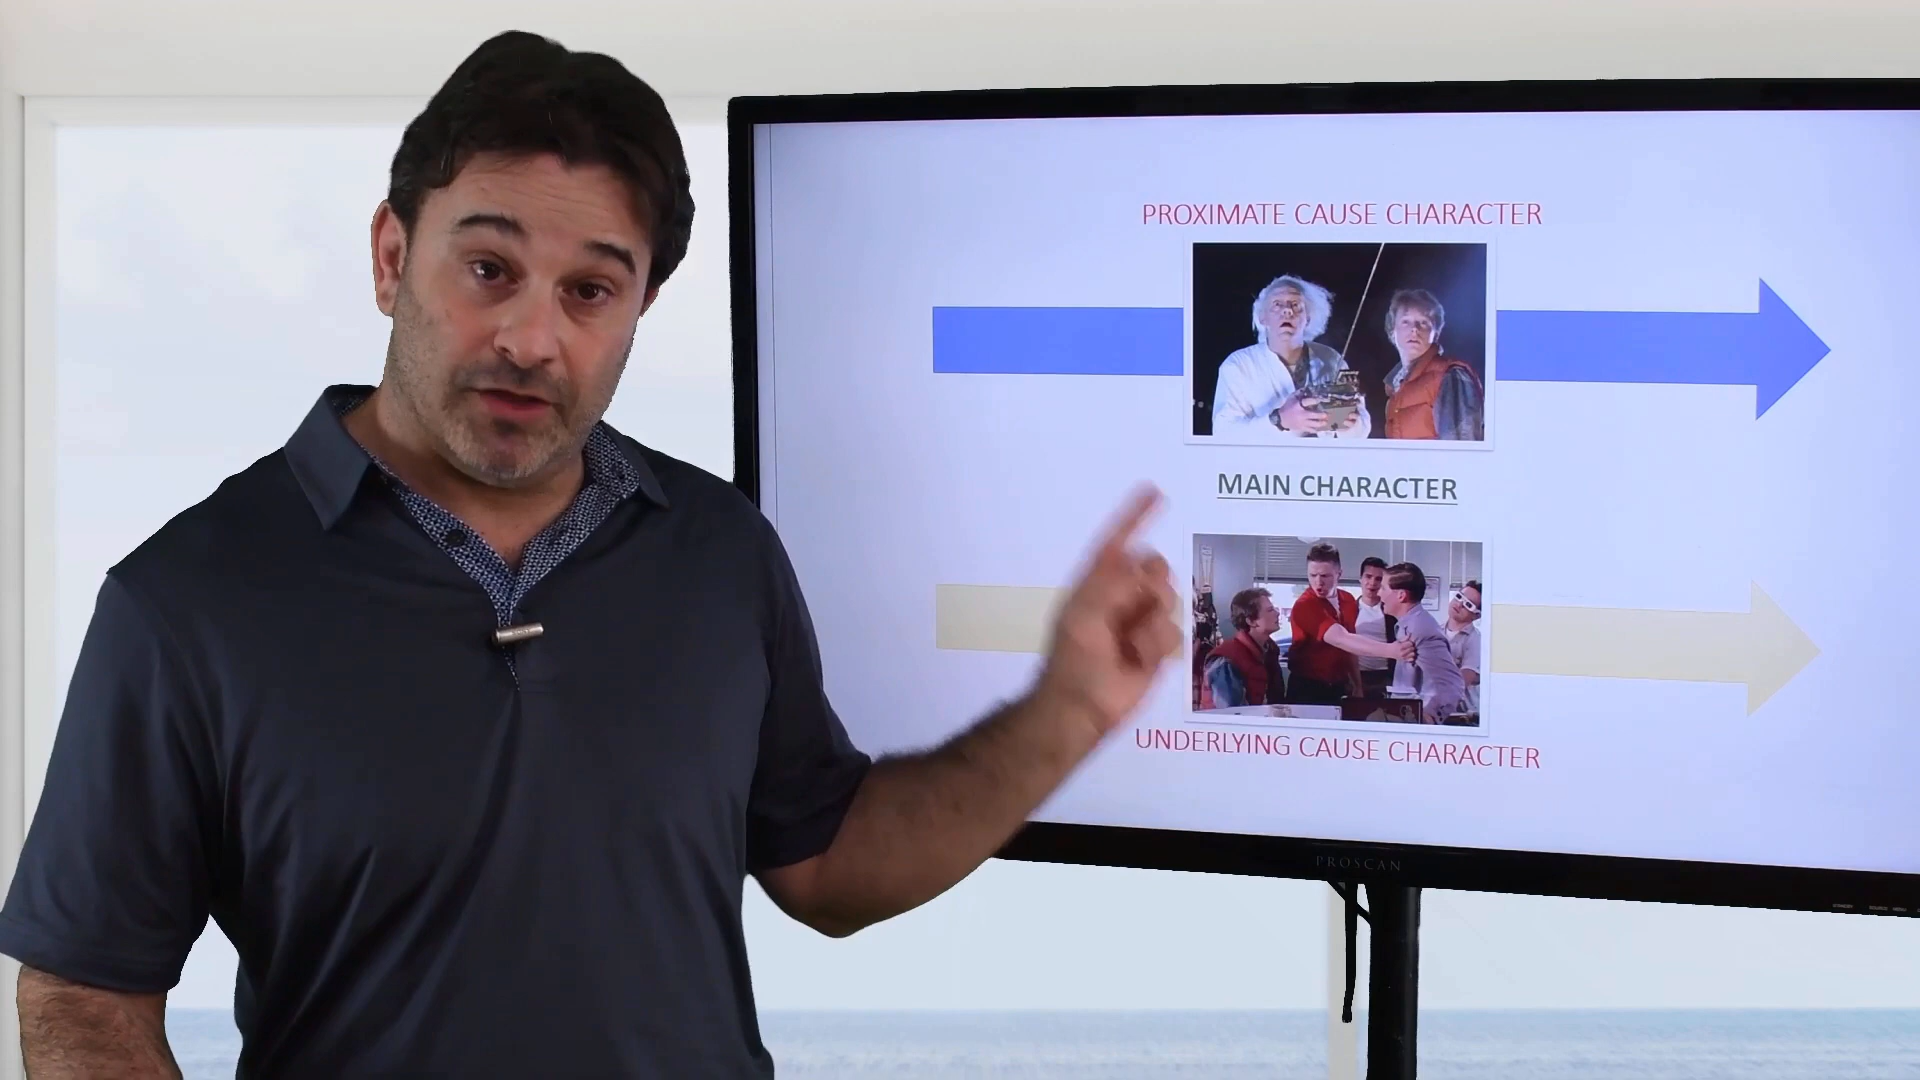 PROXIMATE CAUSE CHARACTER
MAIN CHARACTER
UNDERLYING CAUSE CHARACTER
PROSCAN